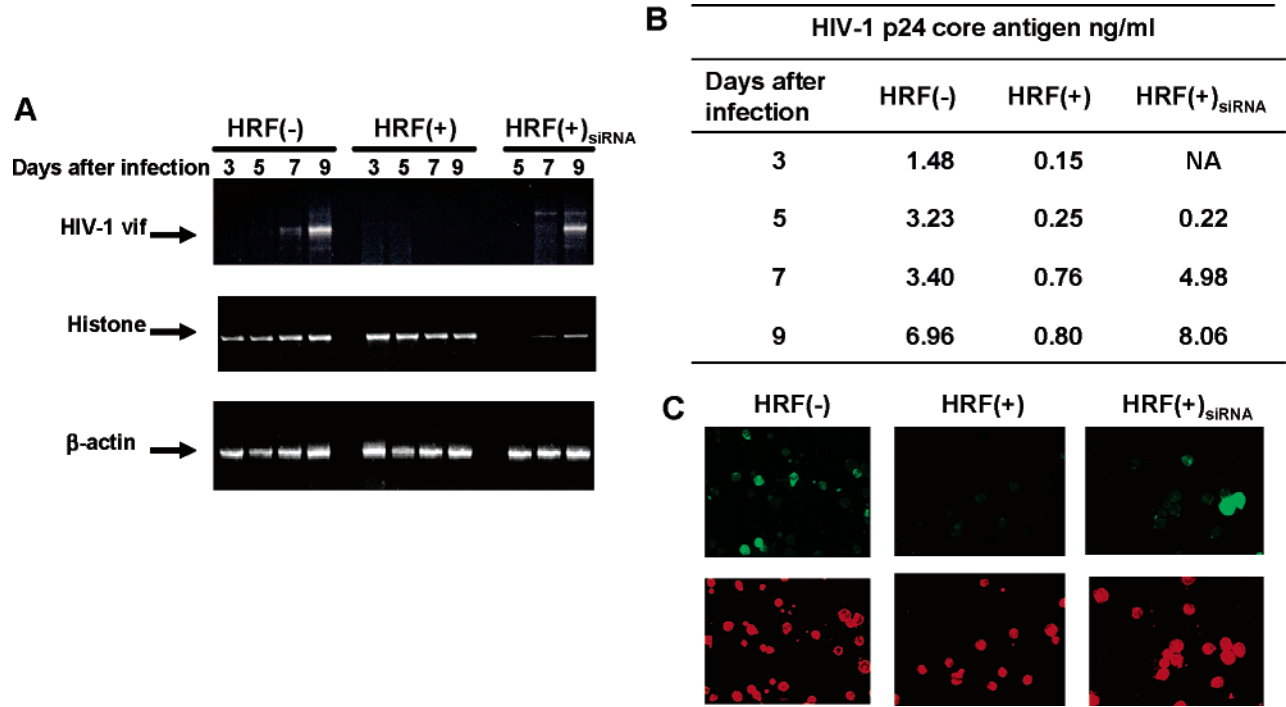 A
HRF(-) HRF(+) HRF(+)siRNA
Days after infection 3 5 7 9 3 5 7 9 5 7 9
HIV-1 vif
Histone
β-actin
B
HIV-1 p24 core antigen ng/ml
Days after infection HRF(-) HRF(+) HRF(+)siRNA
3 1.48 0.15 NA
5 3.23 0.25 0.22
7 3.40 0.76 4.98
9 6.96 0.80 8.06
C
HRF(-) HRF(+) HRF(+)siRNA